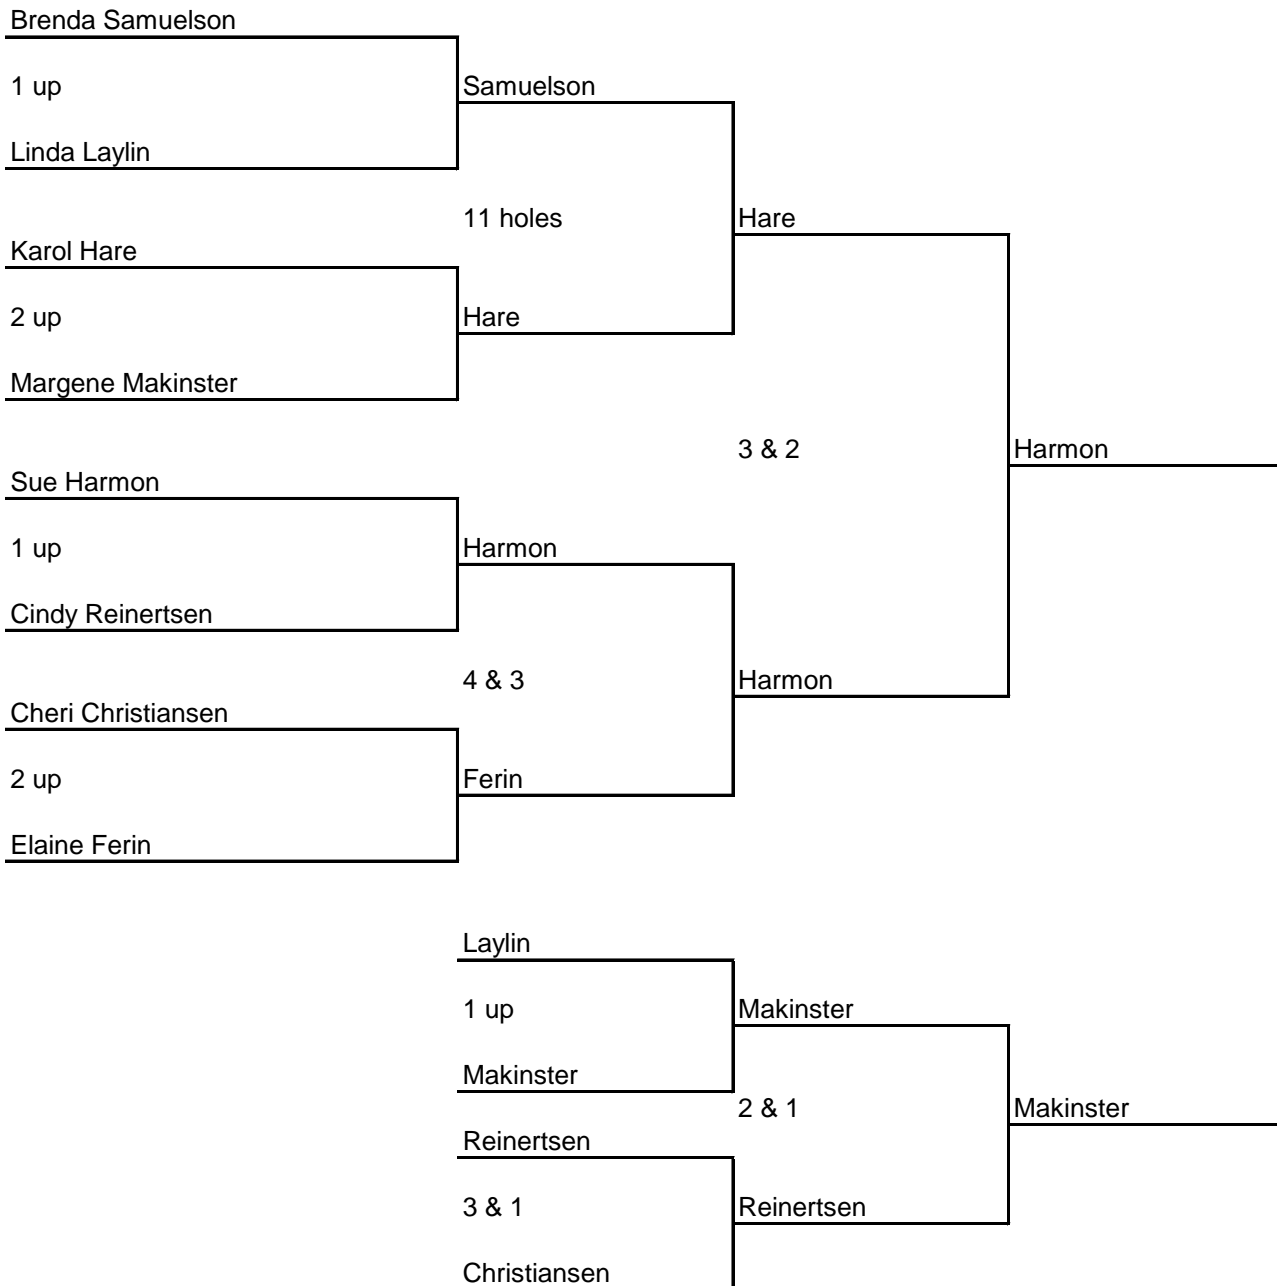 Brenda Samuelson
1 up
Samuelson
Linda Laylin
11 holes
Hare
Karol Hare
2 up
Hare
Margene Makinster
3 & 2
Harmon
Sue Harmon
1 up
Harmon
Cindy Reinertsen
4 & 3
Harmon
Cheri Christiansen
2 up
Ferin
Elaine Ferin
Laylin
1 up
Makinster
Makinster
2 & 1
Makinster
Reinertsen
3 & 1
Reinertsen
Christiansen